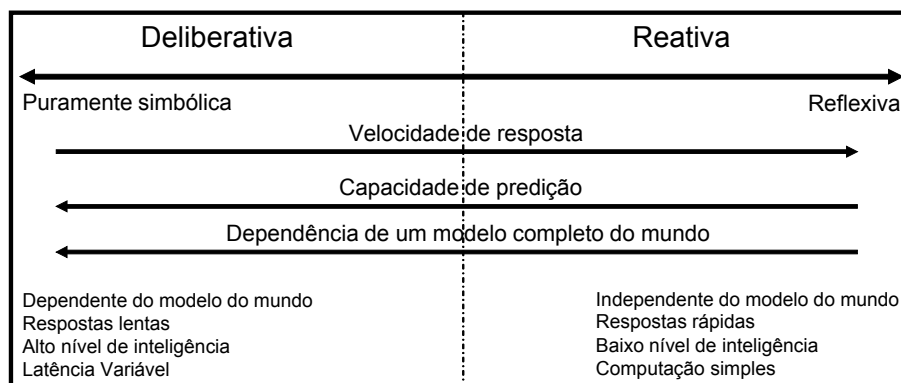 Deliberativa
Reativa
Puramente simbólica
Reflexiva
Velocidade de resposta
Capacidade de predição
Dependência de um modelo completo do mundo
Dependente do modelo do mundo
Respostas lentas
Alto nível de inteligência
Latência Variável
Independente do modelo do mundo
Respostas rápidas
Baixo nível de inteligência
Computação simples